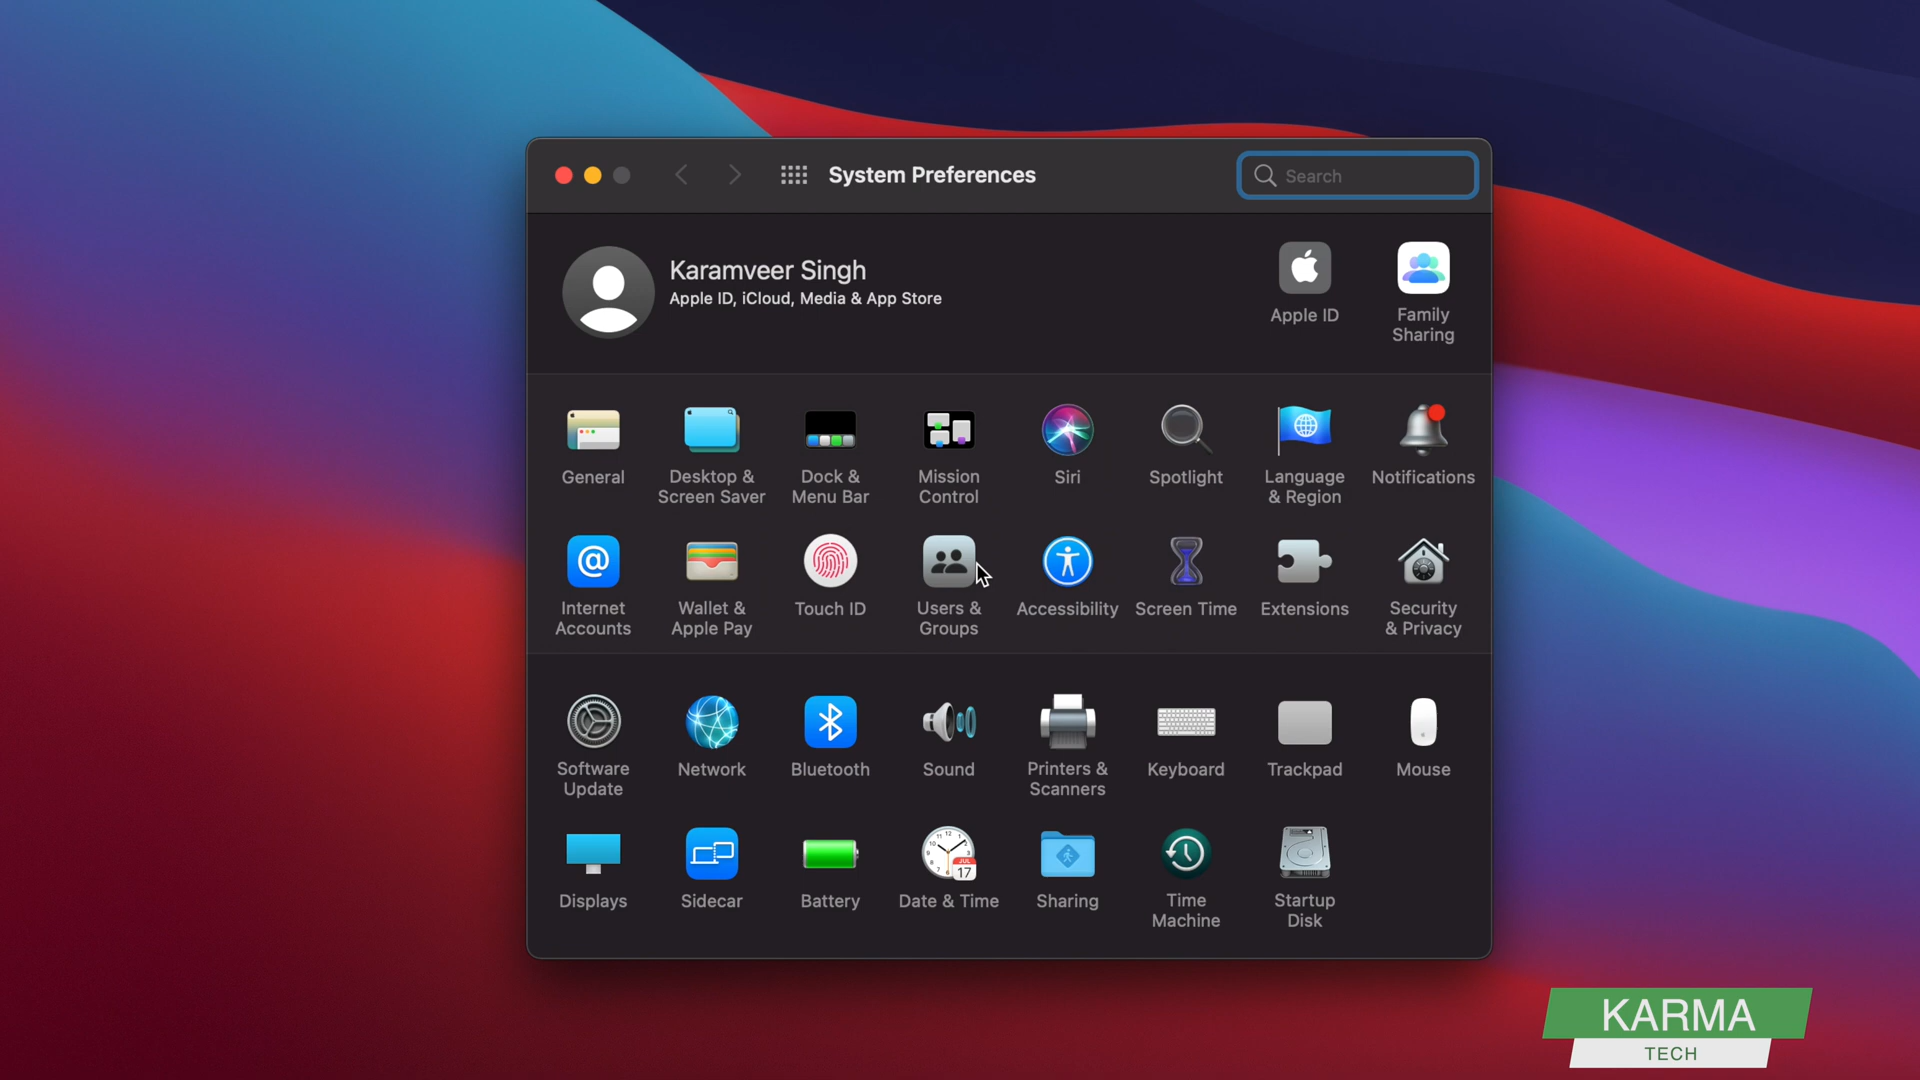 System Preferences
Search
Karamveer Singh
Apple ID, iCloud, Media & App Store
Apple ID
Family
Sharing
General
Desktop &
Screen Saver
Dock &
Menu Bar
Mission
Control
Siri
Spotlight
Language
& Region
Notifications
@
Internet
Accounts
Wallet &
Apple Pay
Touch ID
Users &
Groups
Accessibility
Screen Time
Extensions
Security
& Privacy
Software
Update
Network
Bluetooth
Sound
Printers &
Scanners
Keyboard
Trackpad
Mouse
Displays
Sidecar
Battery
JUL
17
Date & Time
Sharing
Time
Machine
Startup
Disk
KARMA
TECH